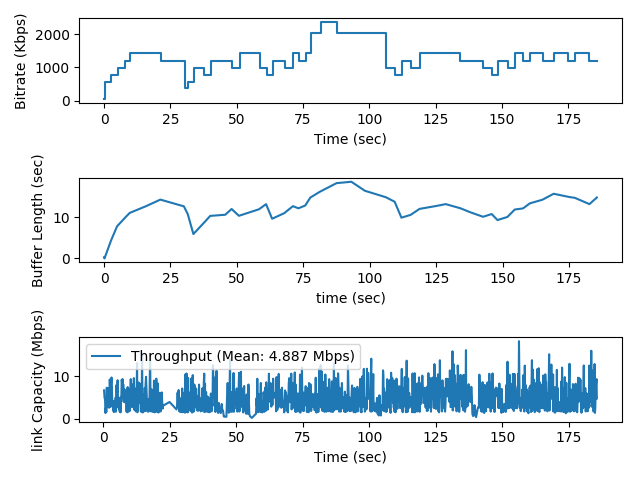 Bitrate (Kbps)
2000
1000
0
0 25 50 75 100 125 150 175
Time (sec)
Buffer Length (sec)
10
0
0 25 50 75 100 125 150 175
time (sec)
link Capacity (Mbps)
Throughput (Mean: 4.887 Mbps)
10
0
0 25 50 75 100 125 150 175
Time (sec)